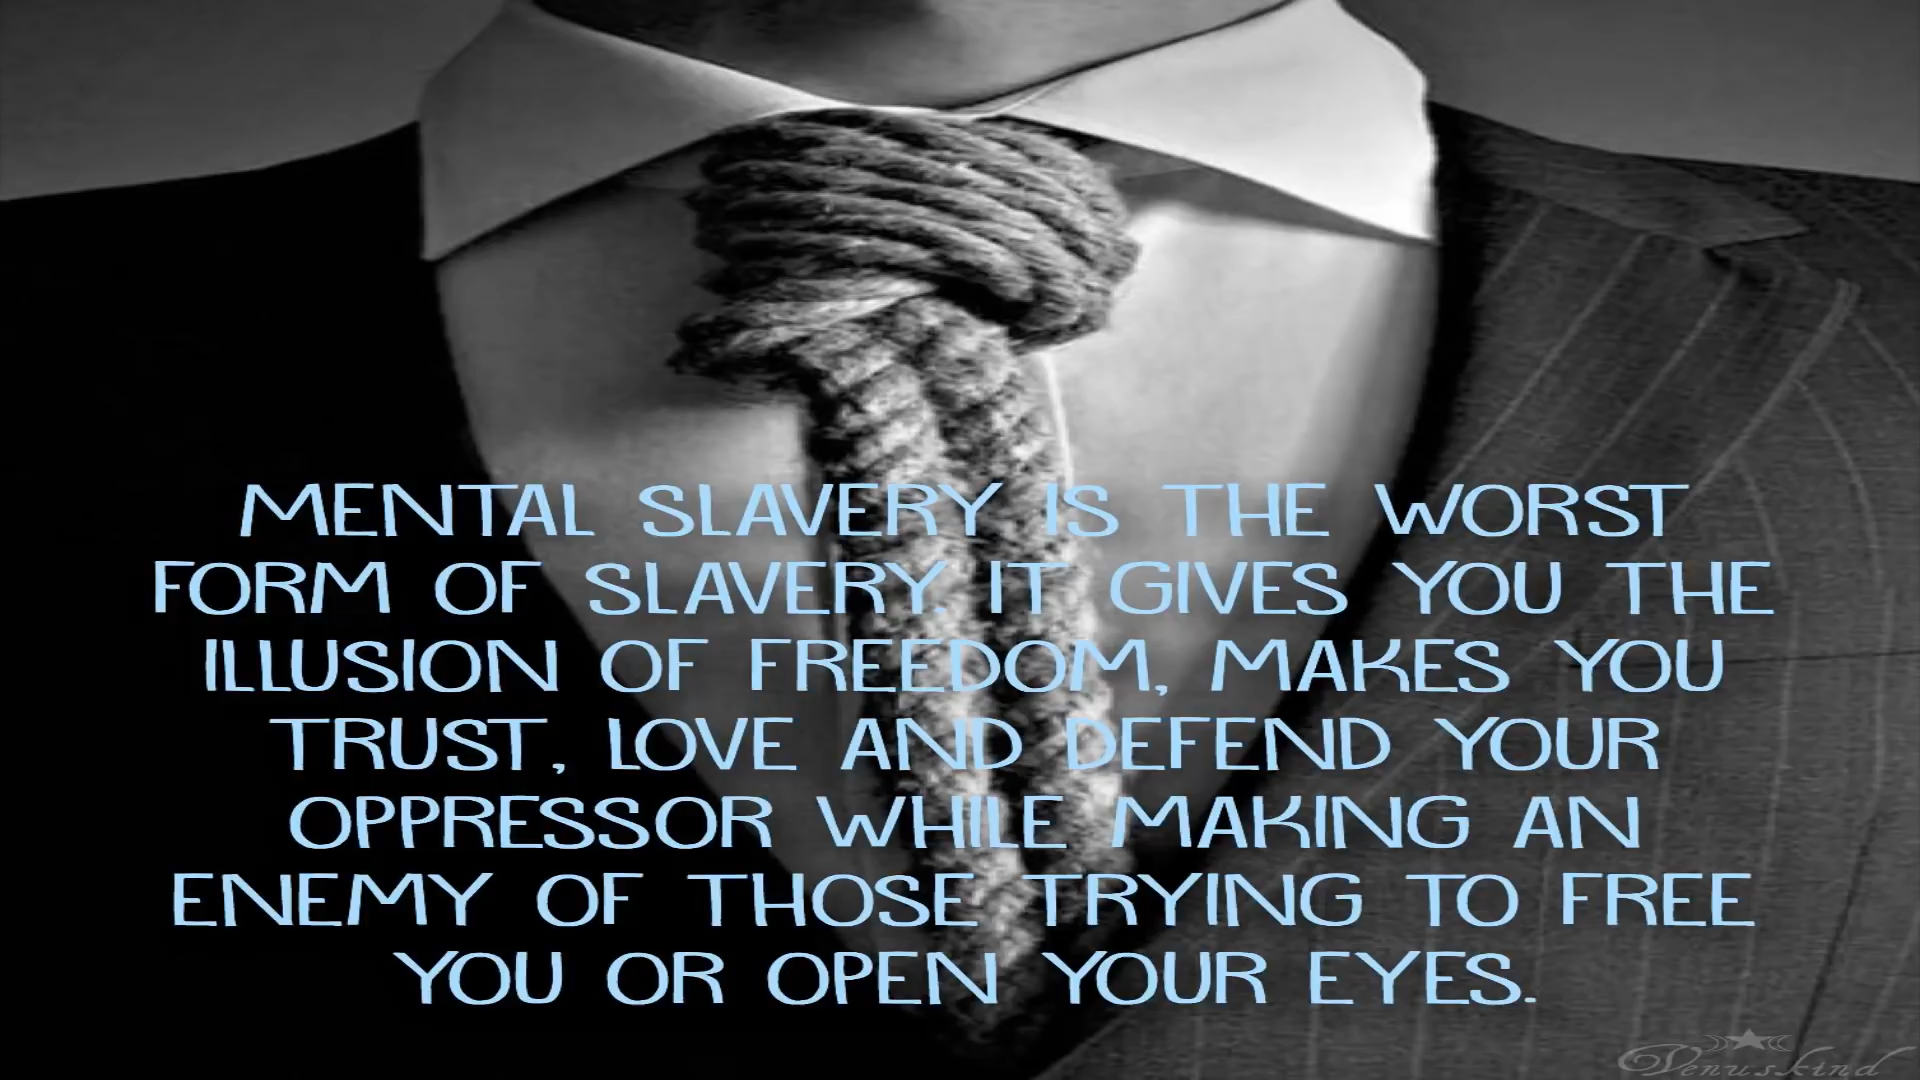 MENTAL SLAVERY IS THE WORST
FORM OF SLAVERY. IT GIVES YOU THE
ILLUSION OF FREEDOM, MAKES YOU
TRUST, LOVE AND DEFEND YOUR
OPPRESSOR WHILE MAKING AN
ENEMY OF THOSE TRYING TO FREE
YOU OR OPEN YOUR EYES.
Venuskind